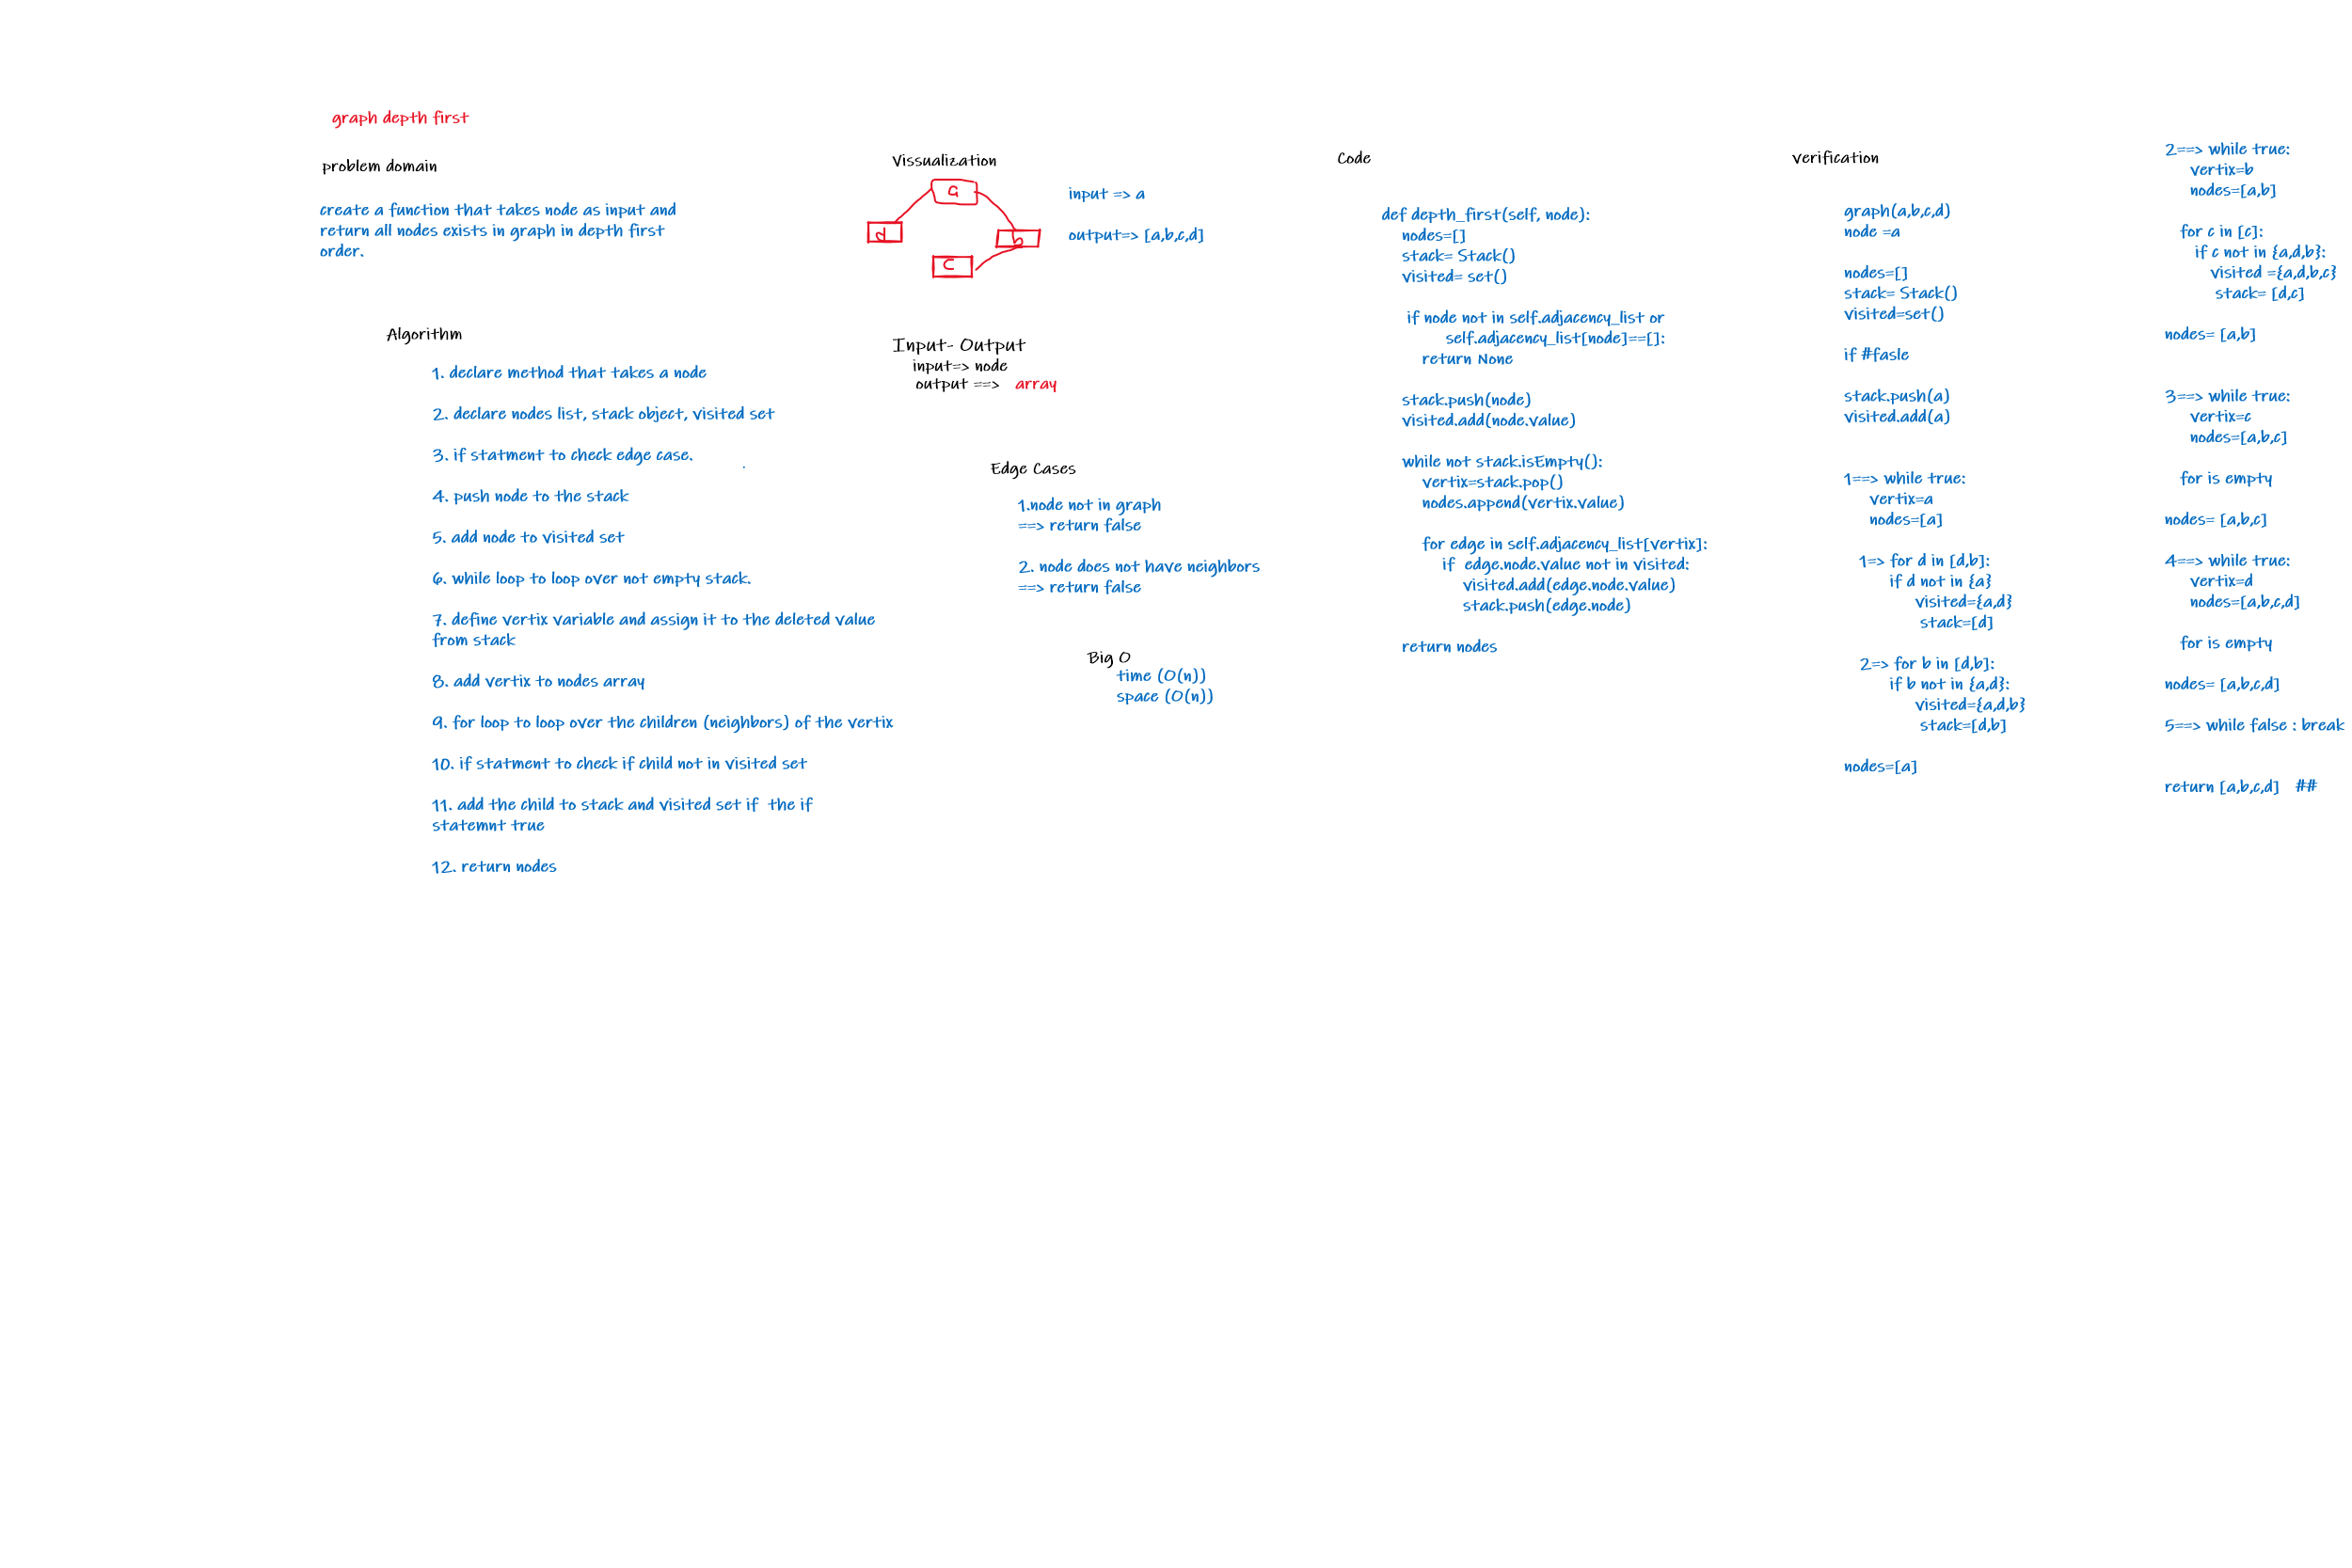 graph depth first
problem domain
create a function that takes node as input and
return all nodes exists in graph in depth first
order.
Algorithm
1. declare method that takes a node
2. declare nodes list, stack object, visited set
3. if statment to check edge case.
4. push node to the stack
5. add node to visited set
6. while loop to loop over not empty stack.
7. define vertix variable and assign it to the deleted value
from stack
8. add vertix to nodes array
9. for loop to loop over the children (neighbors) of the vertix
10. if statment to check if child not in visited set
11. add the child to stack and visited set if  the if
statemnt true
12. return nodes
Vissualization
a
d
b
c
input => a
output=> [a,b,c,d]
Input- Output
input=> node
output ==> array
Edge Cases
1.node not in graph
==> return false
2. node does not have neighbors
==> return false
Big O
time (O(n))
space (O(n))
Code
def depth_first(self, node):
nodes=[]
stack= Stack()
visited= set()
if node not in self.adjacency_list or
self.adjacency_list[node]==[]:
return None
stack.push(node)
visited.add(node.value)
while not stack.isEmpty():
vertix=stack.pop()
nodes.append(vertix.value)
for edge in self.adjacency_list[vertix]:
if  edge.node.value not in visited:
visited.add(edge.node.value)
stack.push(edge.node)
return nodes
verification
graph(a,b,c,d)
node =a
nodes=[]
stack= Stack()
visited=set()
if #fasle
stack.push(a)
visited.add(a)
1==> while true:
vertix=a
nodes=[a]
1=> for d in [d,b]:
if d not in {a}
visited={a,d}
stack=[d]
2=> for b in [d,b]:
if b not in {a,d}:
visited={a,d,b}
stack=[d,b]
nodes=[a]
2==> while true:
vertix=b
nodes=[a,b]
for c in [c]:
if c not in {a,d,b}:
visited ={a,d,b,c}
stack= [d,c]
nodes= [a,b]
3==> while true:
vertix=c
nodes=[a,b,c]
for is empty
nodes= [a,b,c]
4==> while true:
vertix=d
nodes=[a,b,c,d]
for is empty
nodes= [a,b,c,d]
5==> while false : break
return [a,b,c,d]   ##